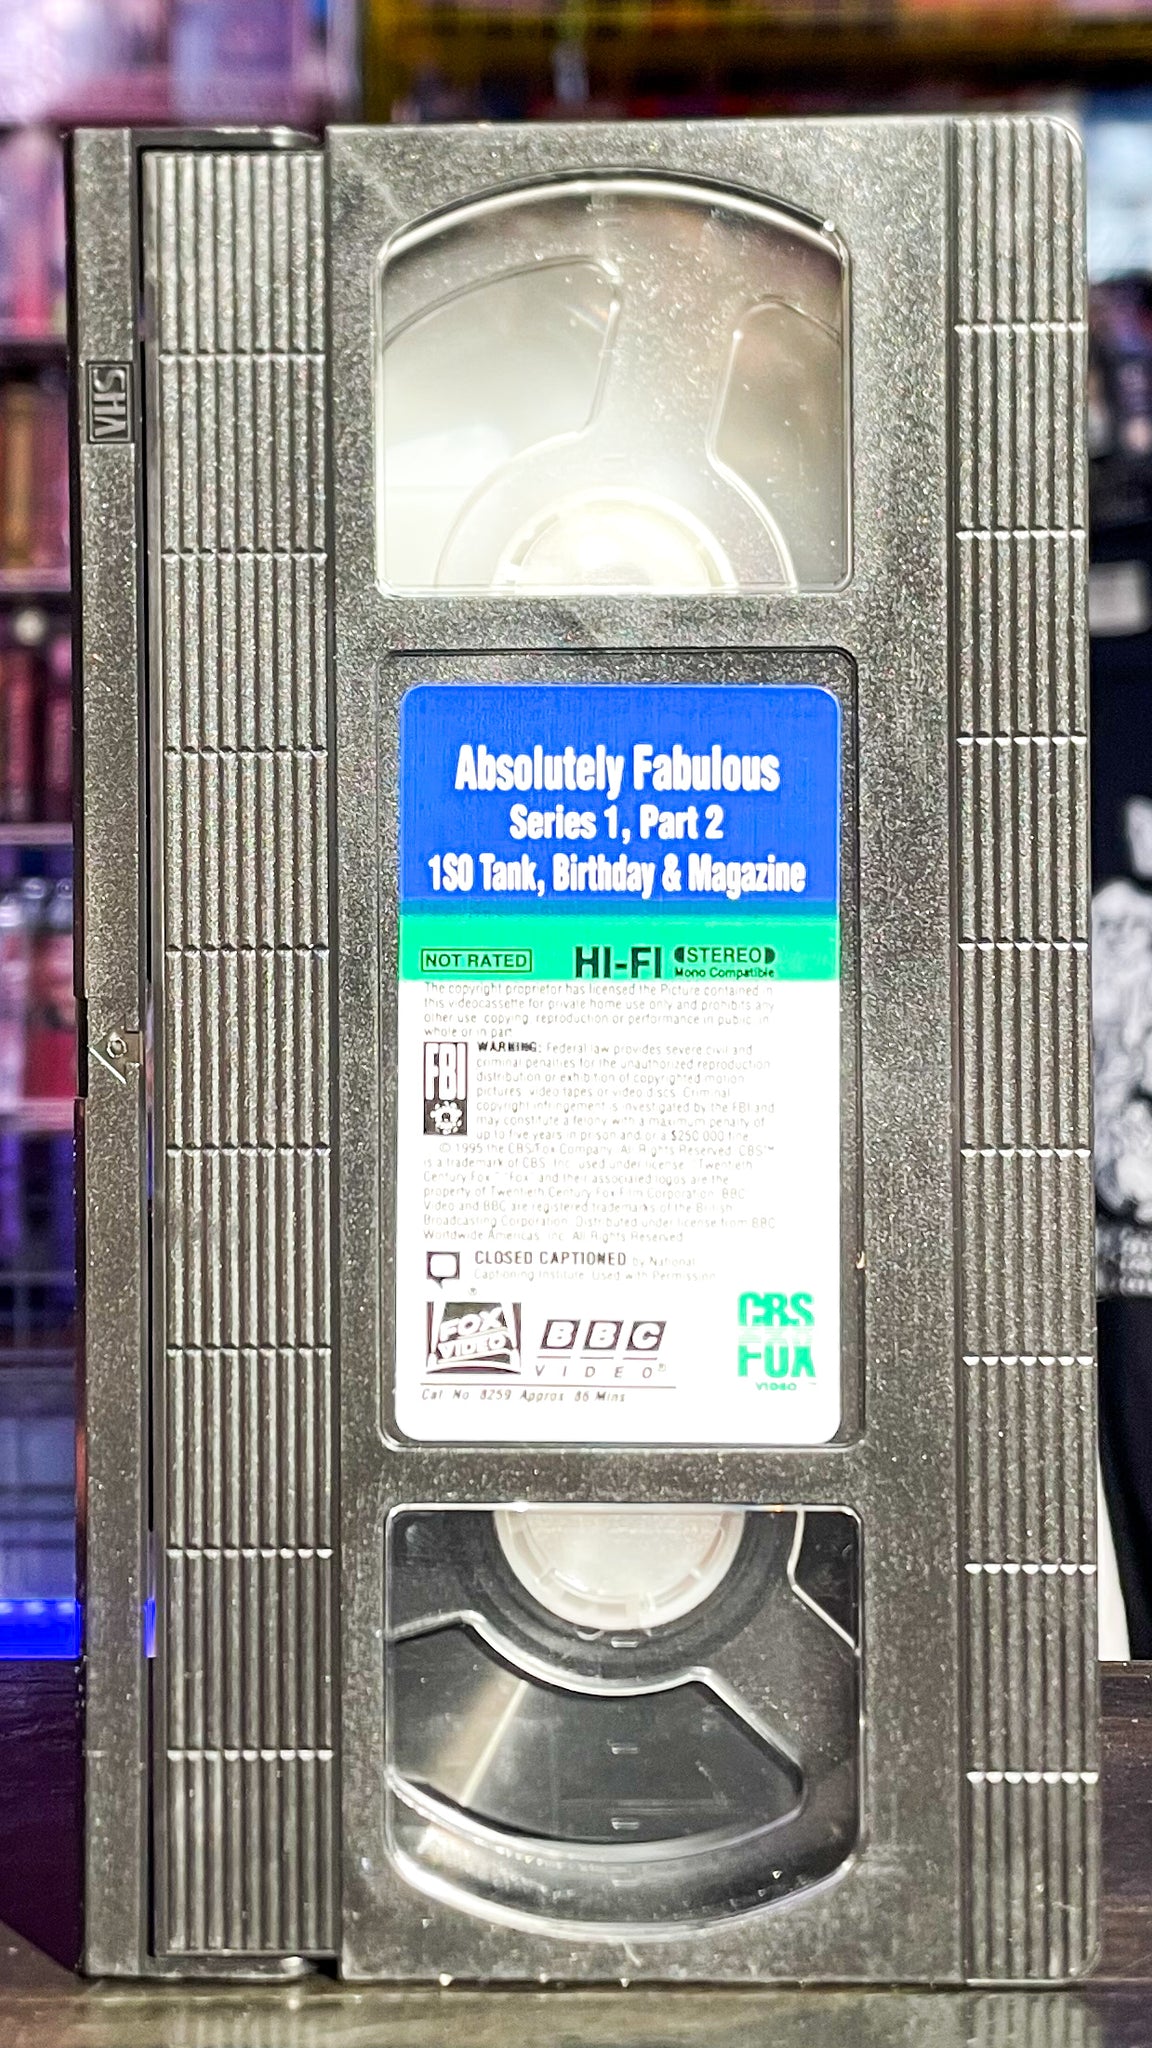 VHS
Absolutely Fabulous
Series 1, Part 2
1SO Tank, Birthday & Magazine
NOT RATED
HI-FI
STEREO
Mono Compatible
The copyright proprietor has licensed the Picture contained in
this videocassette for private home use only and prohibits any
other use, copying, reproduction or performance in public, in
whole or in part.
FBI
WARNING: Federal law provides severe civil and
criminal penalties for the unauthorized reproduction
distribution or exhibition of copyrighted motion
pictures, video tapes or video discs. Criminal
copyright infringement is investigated by the FBI and
may constitute a felony with a maximum penalty of
up to five years in prison and/or a $250,000 fine.
© 1995 the CBS/Fox Company. All Rights Reserved. CBS™
is a trademark of CBS, Inc. used under license. "Twentieth
Century Fox," "Fox" and their associated logos are the
property of Twentieth Century Fox Film Corporation. BBC
Video and BBC are registered trademarks of the British
Broadcasting Corporation. Distributed under license from BBC
Worldwide Americas, Inc. All Rights Reserved.
CLOSED CAPTIONED by National
Captioning Institute. Used with Permission.
FOX
VIDEO
BBC
VIDEO®
CBS
FOX
VIDEO™
Cat. No. 8259 Approx. 86 Mins